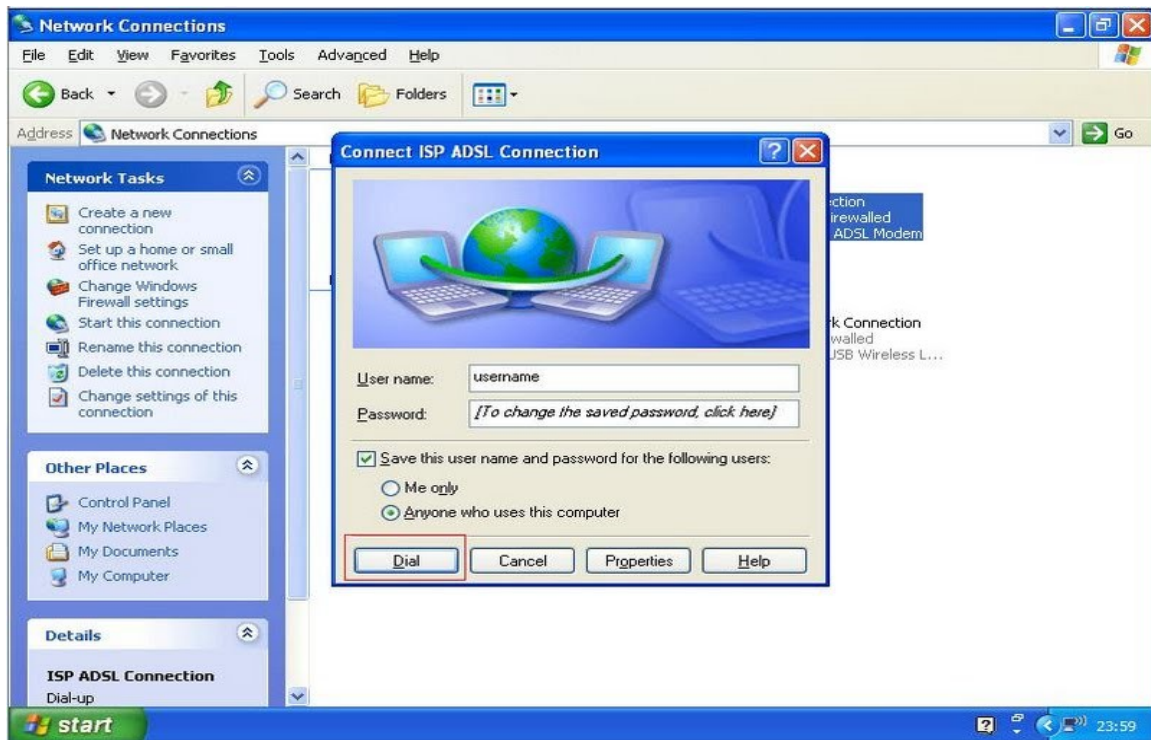 Network Connections
File Edit View Favorites Tools Advanced Help
Back Search Folders
Address Network Connections Go
Network Tasks
Create a new
connection
Set up a home or small
office network
Change Windows
Firewall settings
Start this connection
Rename this connection
Delete this connection
Change settings of this
connection
Other Places
Control Panel
My Network Places
My Documents
My Computer
Details
ISP ADSL Connection
Dial-up
Connect ISP ADSL Connection
User name: username
Password: [To change the saved password, click here]
Save this user name and password for the following users:
Me only
Anyone who uses this computer
Dial Cancel Properties Help
ction
irewalled
ADSL Modem
k Connection
walled
USB Wireless L...
start 23:59